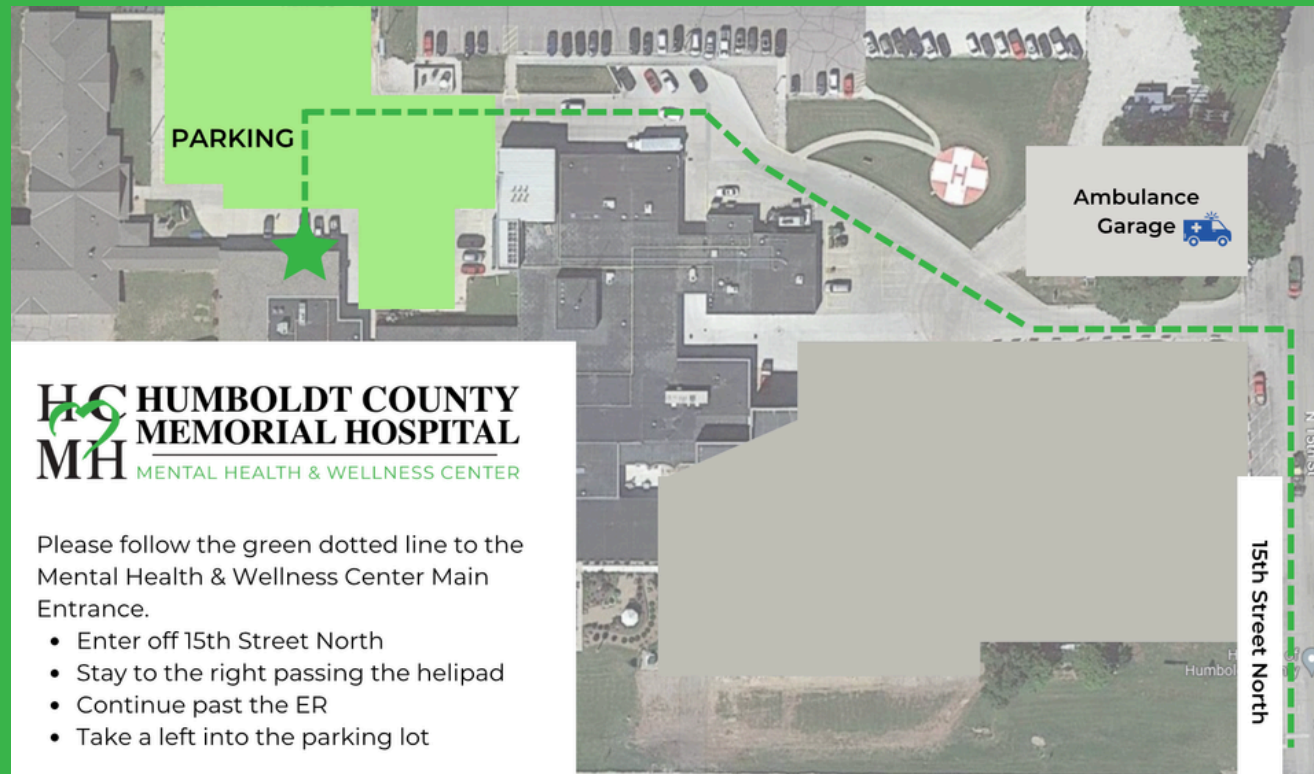 PARKING
H
Ambulance
Garage
HC
MH
HUMBOLDT COUNTY
MEMORIAL HOSPITAL
MENTAL HEALTH & WELLNESS CENTER
Please follow the green dotted line to the
Mental Health & Wellness Center Main
Entrance.
• Enter off 15th Street North
• Stay to the right passing the helipad
• Continue past the ER
• Take a left into the parking lot
15th Street North